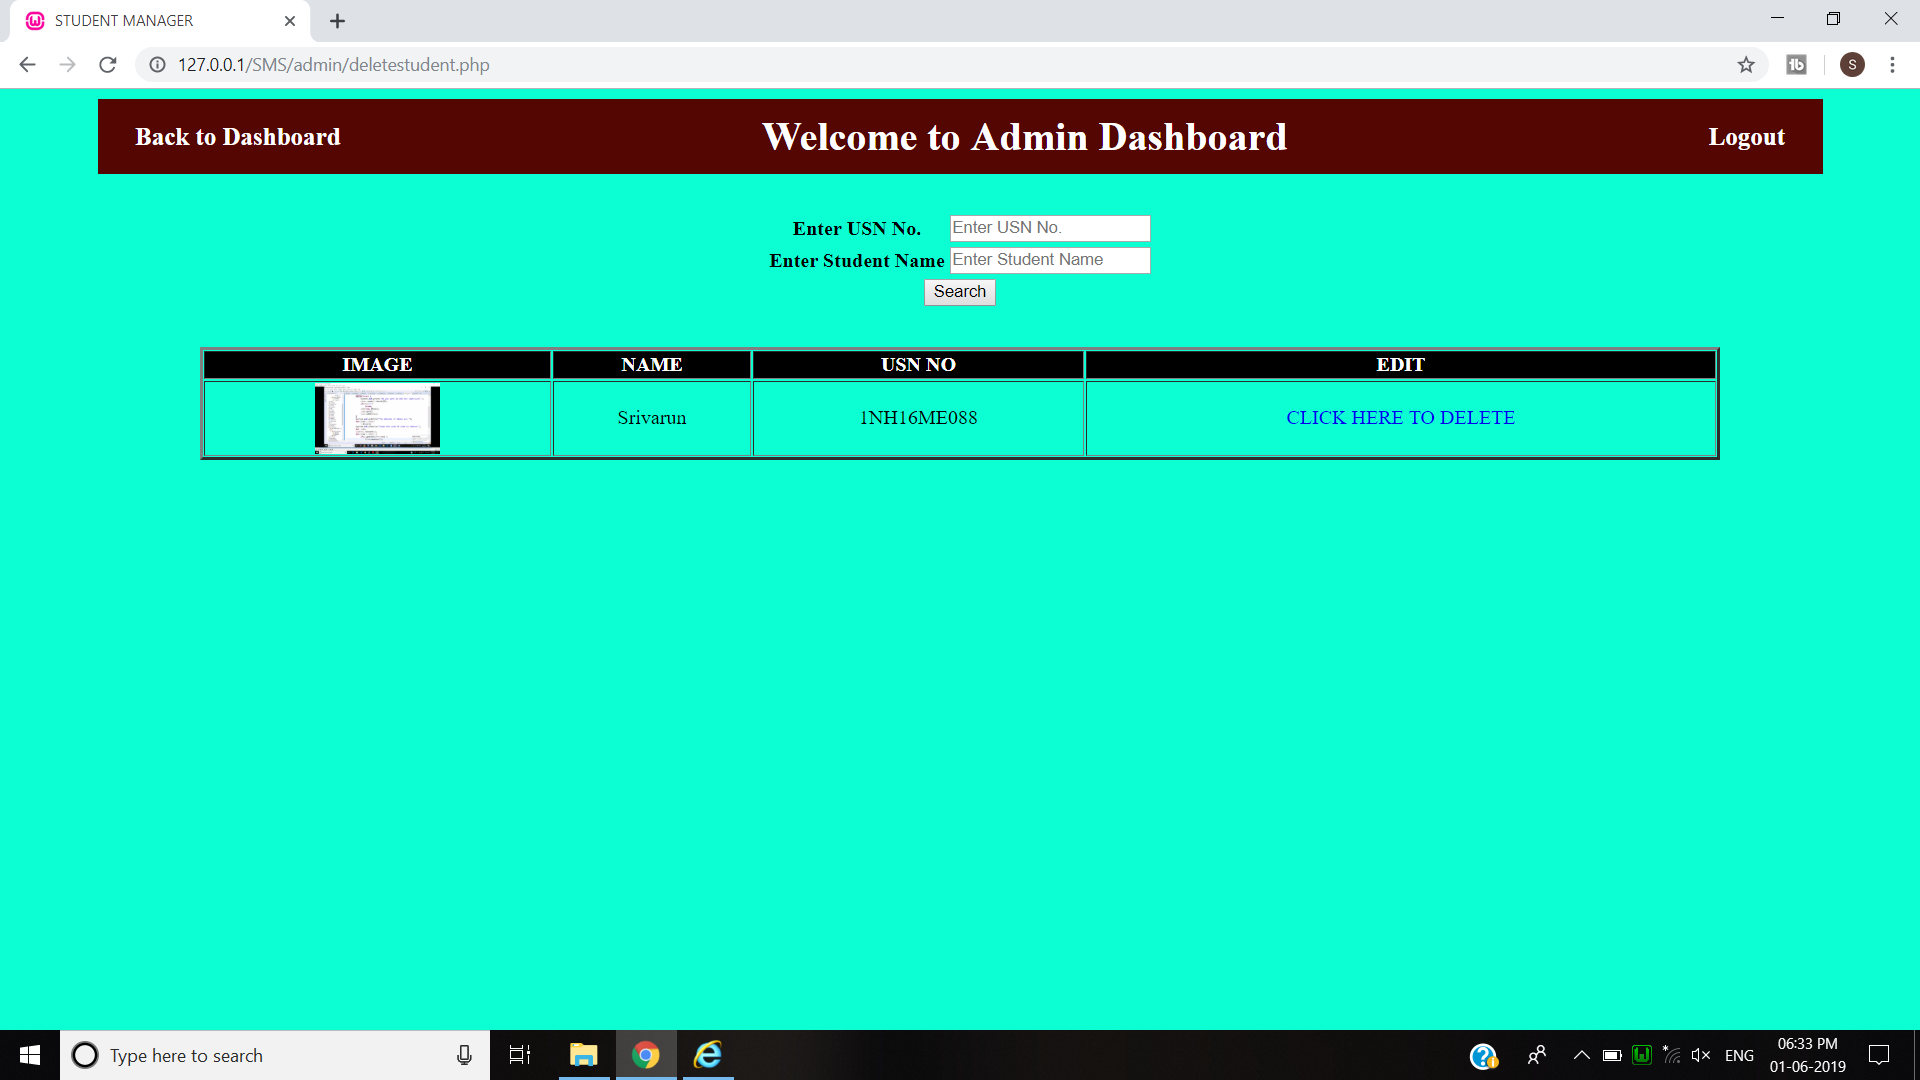 STUDENT MANAGER
127.0.0.1/SMS/admin/deletestudent.php
S
Back to Dashboard Welcome to Admin Dashboard Logout
Enter USN No. Enter USN No.
Enter Student Name Enter Student Name
Search
IMAGE NAME USN NO EDIT
Srivarun 1NH16ME088 CLICK HERE TO DELETE
Type here to search
ENG
06:33 PM
01-06-2019